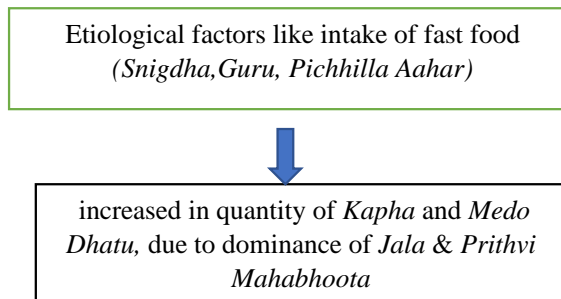 Etiological factors like intake of fast food
(Snigdha,Guru, Pichhilla Aahar)
increased in quantity of Kapha and Medo
Dhatu, due to dominance of Jala & Prithvi
Mahabhoota